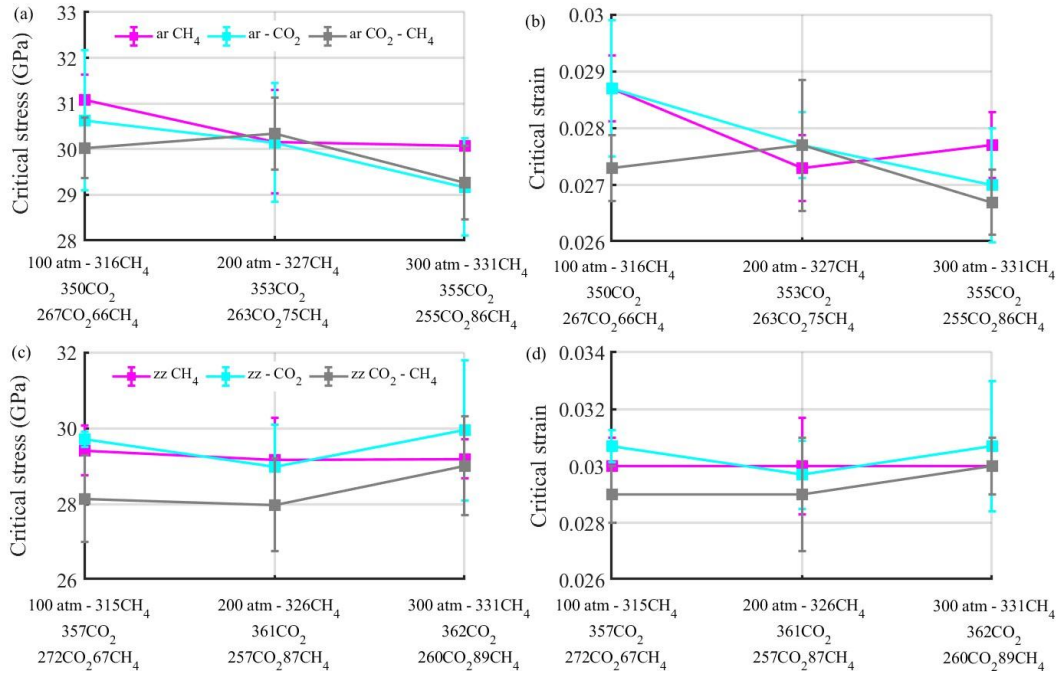 (a)
33
32
31
30
29
28
Critical stress (GPa)
ar CH4
ar - CO2
ar CO2 - CH4
100 atm - 316CH4
350CO2
267CO266CH4
200 atm - 327CH4
353CO2
263CO275CH4
300 atm - 331CH4
355CO2
255CO286CH4
(b)
0.03
0.029
0.028
0.027
0.026
Critical strain
100 atm - 316CH4
350CO2
267CO266CH4
200 atm - 327CH4
353CO2
263CO275CH4
300 atm - 331CH4
355CO2
255CO286CH4
(c)
32
30
28
26
Critical stress (GPa)
zz CH4
zz - CO2
zz CO2 - CH4
100 atm - 315CH4
357CO2
272CO267CH4
200 atm - 326CH4
361CO2
257CO287CH4
300 atm - 331CH4
362CO2
260CO289CH4
(d)
0.034
0.032
0.03
0.028
0.026
Critical strain
100 atm - 315CH4
357CO2
272CO267CH4
200 atm - 326CH4
361CO2
257CO287CH4
300 atm - 331CH4
362CO2
260CO289CH4